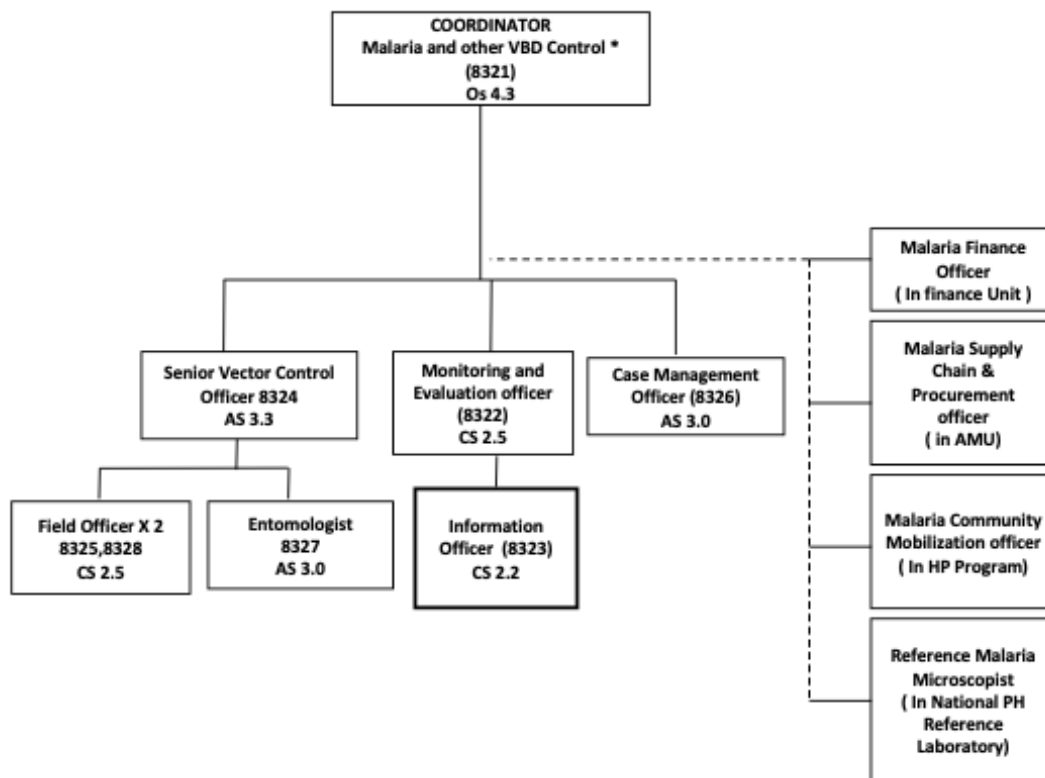 COORDINATOR
Malaria and other VBD Control *
(8321)
Os 4.3
Malaria Finance
Officer
( In finance Unit )
Malaria Supply
Chain &
Procurement
officer
( in AMU)
Senior Vector Control
Officer 8324
AS 3.3
Monitoring and
Evaluation officer
(8322)
CS 2.5
Case Management
Officer (8326)
AS 3.0
Field Officer X 2
8325,8328
CS 2.5
Entomologist
8327
AS 3.0
Information
Officer (8323)
CS 2.2
Malaria Community
Mobilization officer
( In HP Program)
Reference Malaria
Microscopist
( In National PH
Reference
Laboratory)